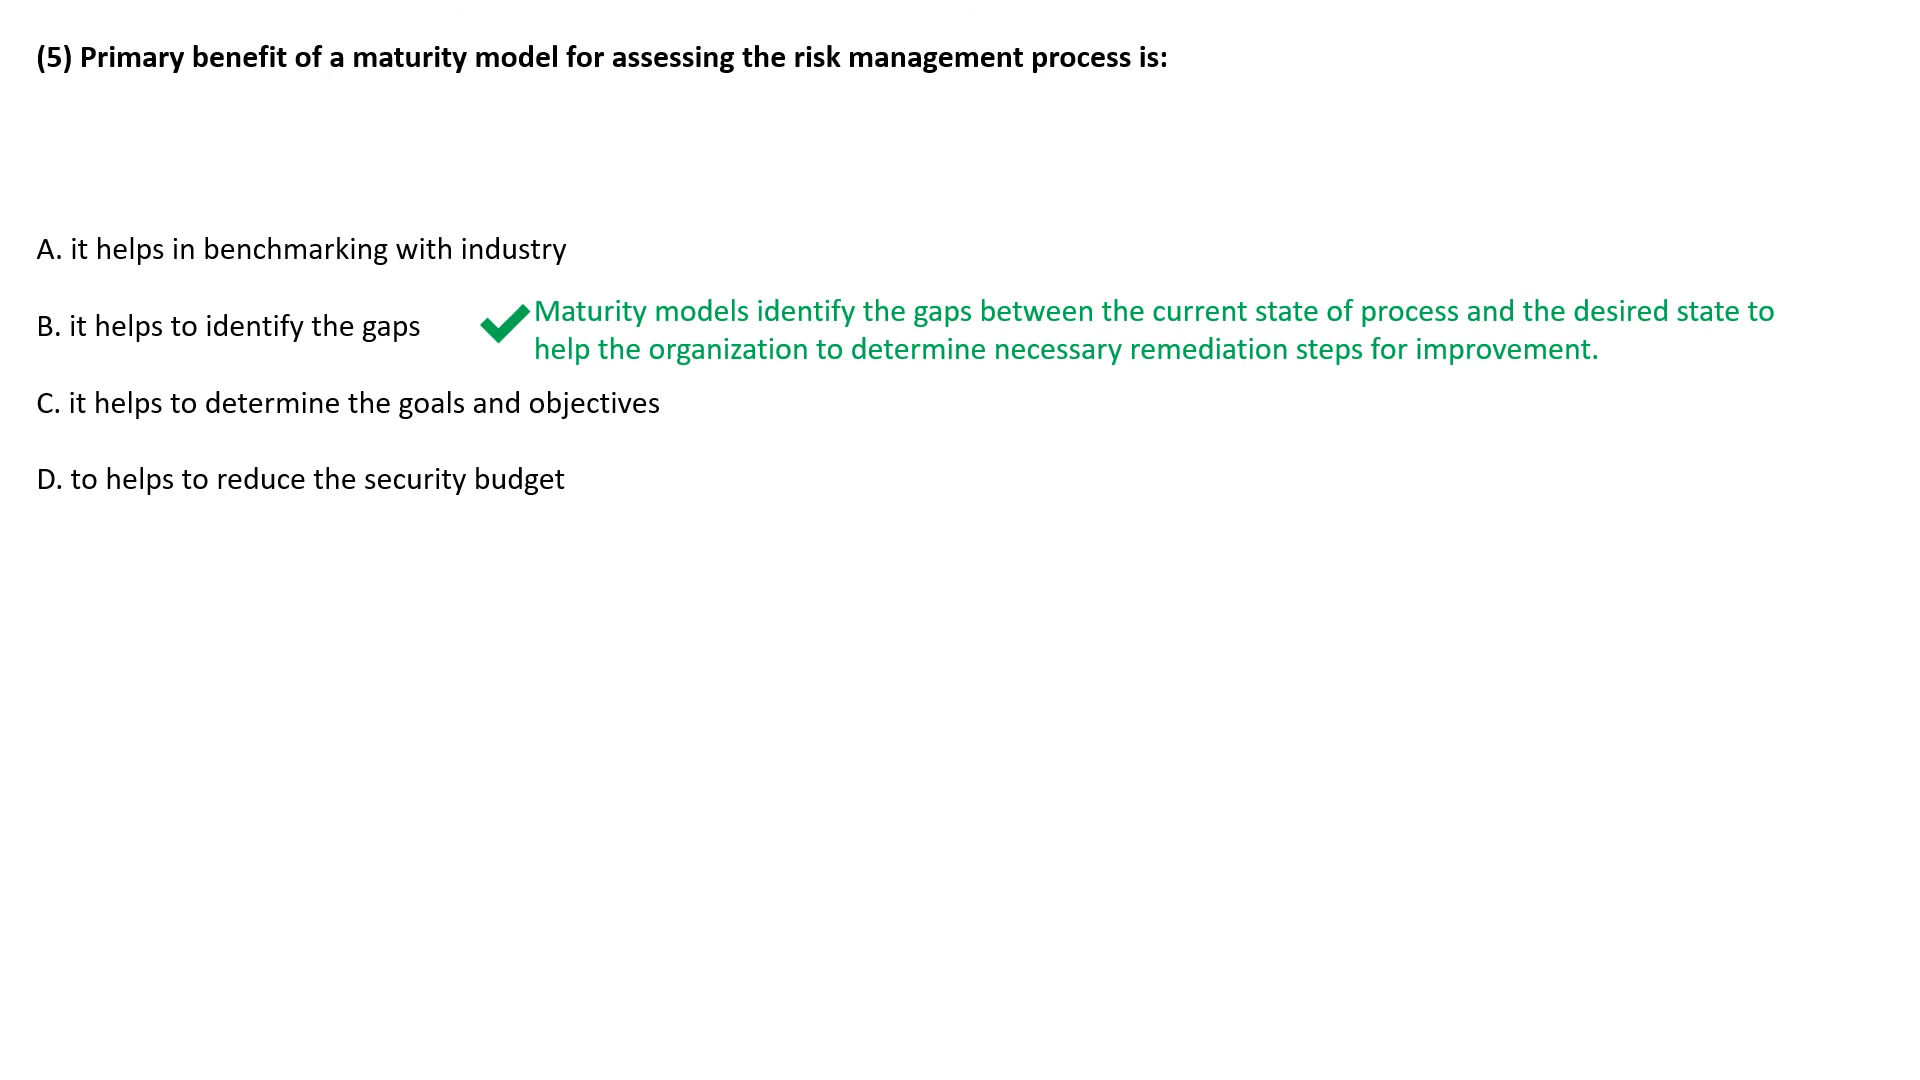 (5) Primary benefit of a maturity model for assessing the risk management process is:
A. it helps in benchmarking with industry
B. it helps to identify the gaps
Maturity models identify the gaps between the current state of process and the desired state to
help the organization to determine necessary remediation steps for improvement.
C. it helps to determine the goals and objectives
D. to helps to reduce the security budget